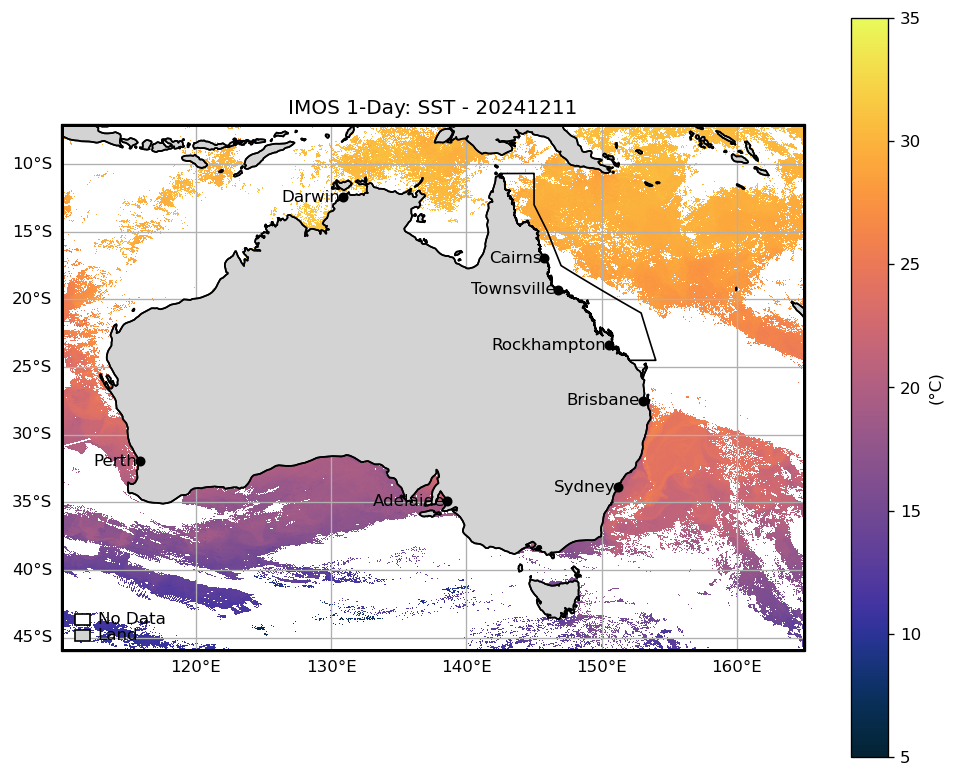 IMOS 1-Day: SST - 20241211
35
30
25
20
15
10
5
(°C)
10°S
15°S
20°S
25°S
30°S
35°S
40°S
45°S
120°E
130°E
140°E
150°E
160°E
Darwin
Cairns
Townsville
Rockhampton
Brisbane
Perth
Sydney
Adelaide
No Data
Land